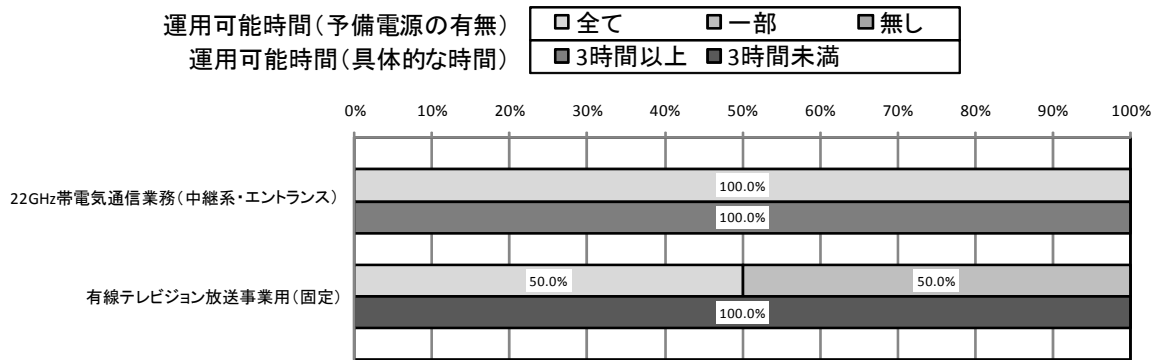 運用可能時間(予備電源の有無) 全て 一部 無し
運用可能時間(具体的な時間) 3時間以上 3時間未満
0% 10% 20% 30% 40% 50% 60% 70% 80% 90% 100%
100.0%
22GHz帯電気通信業務(中継系・エントランス)
100.0%
50.0% 50.0%
有線テレビジョン放送事業用(固定)
100.0%